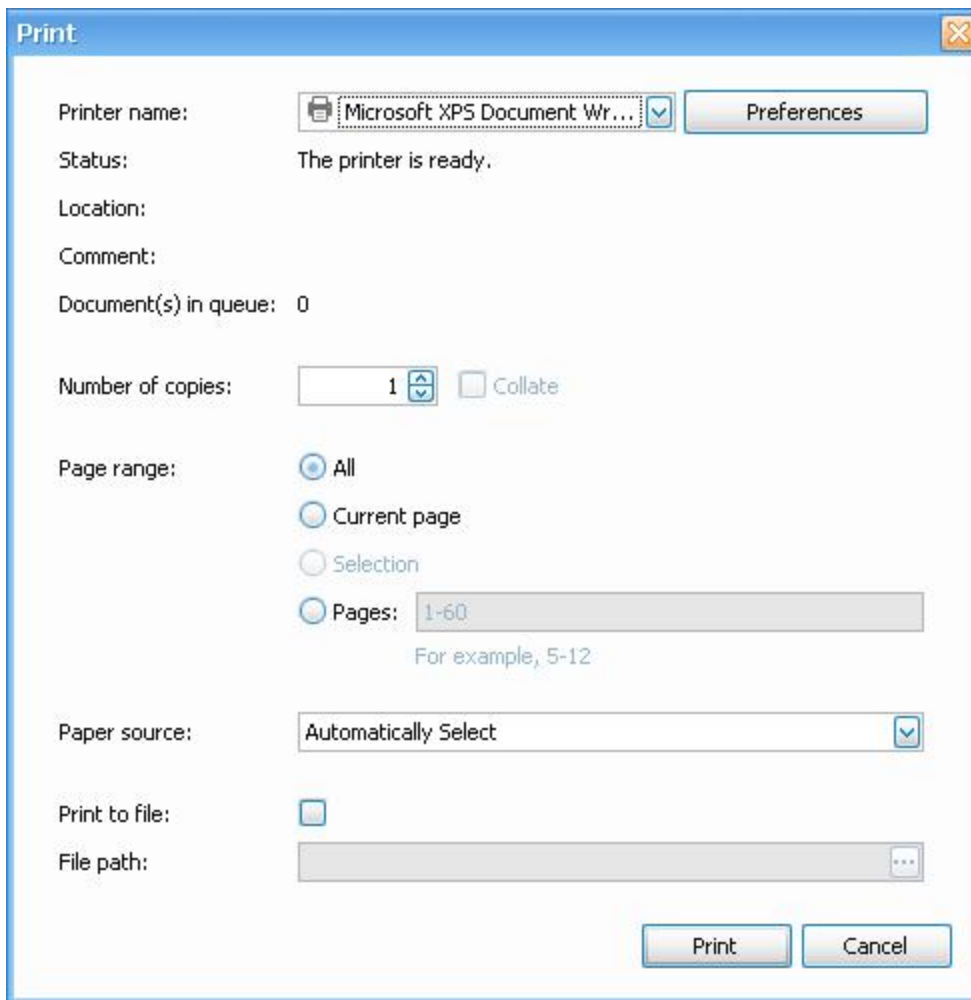 Print
Printer name: Microsoft XPS Document Wr... Preferences
Status: The printer is ready.
Location:
Comment:
Document(s) in queue: 0
Number of copies: 1 Collate
Page range: All
Current page
Selection
Pages: 1-60
For example, 5-12
Paper source: Automatically Select
Print to file:
File path: ...
Print Cancel